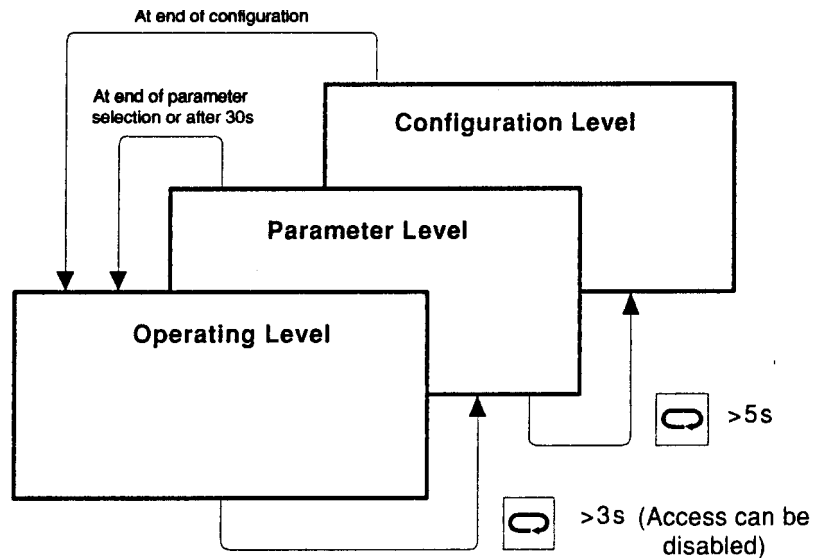 At end of configuration
At end of parameter
selection or after 30s
Configuration Level
Parameter Level
Operating Level
>5s
>3s (Access can be
disabled)